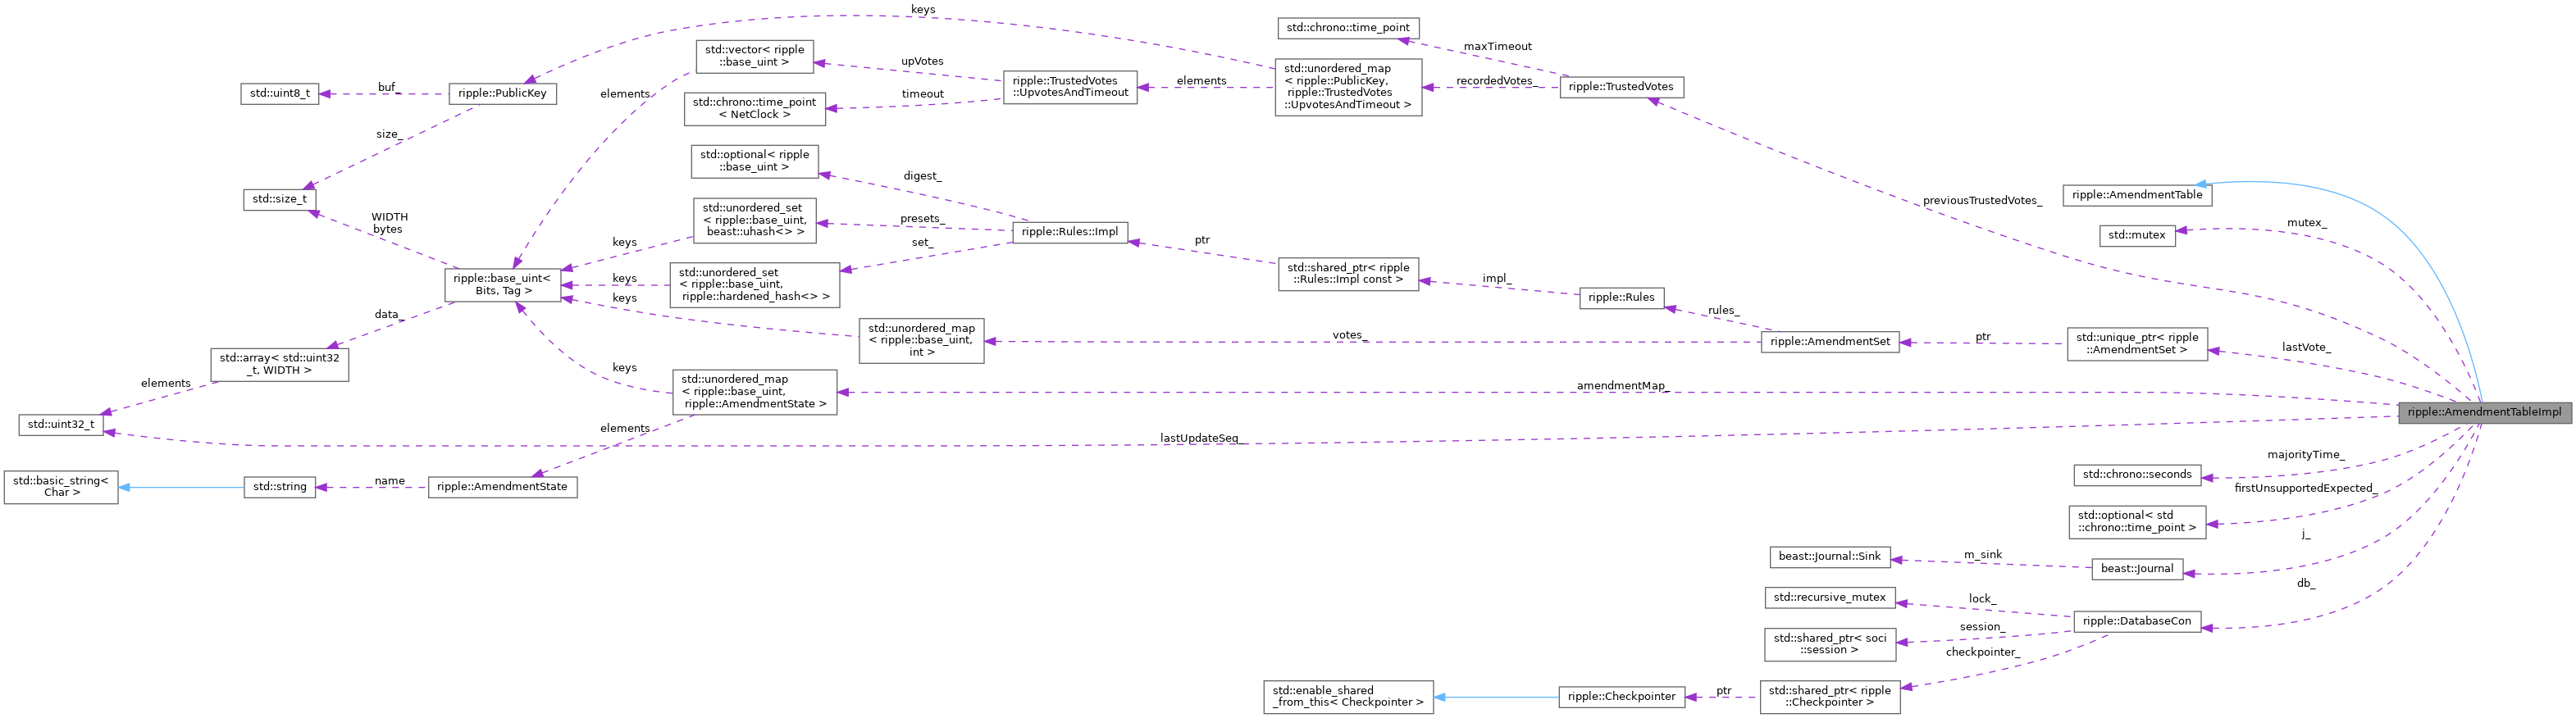 keys
std::chrono::time_point
maxTimeout
std::vector< ripple
::base_uint >
upVotes
std::unordered_map
< ripple::PublicKey,
ripple::TrustedVotes
::UpvotesAndTimeout >
elements
ripple::TrustedVotes
::UpvotesAndTimeout
recordedVotes_
ripple::TrustedVotes
std::uint8_t
buf_
ripple::PublicKey
elements
timeout
std::chrono::time_point
< NetClock >
size_
std::optional< ripple
::base_uint >
digest_
std::size_t
WIDTH
bytes
std::unordered_set
< ripple::base_uint,
beast::uhash<> >
presets_
set_
ripple::Rules::Impl
ptr
previousTrustedVotes_
ripple::AmendmentTable
std::mutex
mutex_
keys
ripple::base_uint<
Bits, Tag >
keys
std::unordered_set
< ripple::base_uint,
ripple::hardened_hash<> >
std::shared_ptr< ripple
::Rules::Impl const >
impl_
ripple::Rules
keys
data_
rules_
std::unordered_map
< ripple::base_uint,
int >
votes_
ripple::AmendmentSet
ptr
std::unique_ptr< ripple
::AmendmentSet >
lastVote_
std::array< std::uint32
_t, WIDTH >
elements
keys
std::unordered_map
< ripple::base_uint,
ripple::AmendmentState >
amendmentMap_
ripple::AmendmentTableImpl
std::uint32_t
elements
lastUpdateSeq_
std::basic_string<
Char >
std::string
name
ripple::AmendmentState
majorityTime_
std::chrono::seconds
firstUnsupportedExpected_
std::optional< std
::chrono::time_point >
j_
beast::Journal::Sink
m_sink
beast::Journal
db_
std::recursive_mutex
lock_
ripple::DatabaseCon
session_
std::shared_ptr< soci
::session >
checkpointer_
std::enable_shared
_from_this< Checkpointer >
ripple::Checkpointer
ptr
std::shared_ptr< ripple
::Checkpointer >